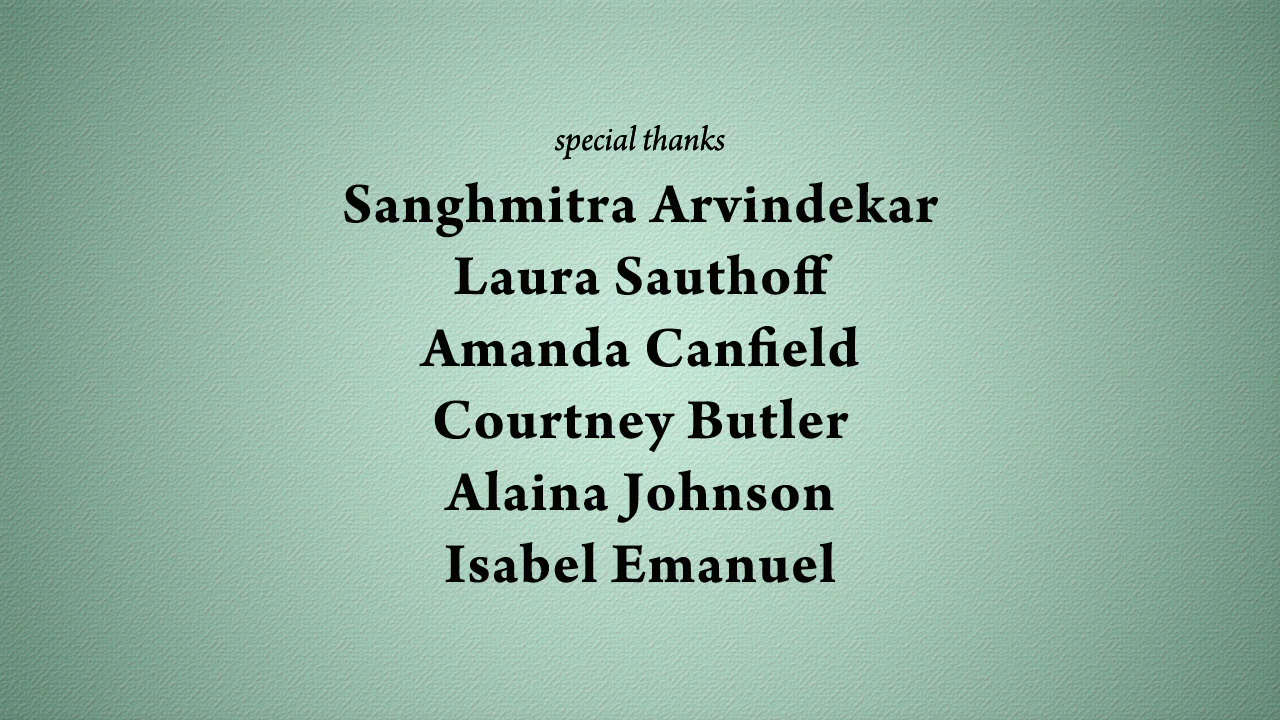 special thanks
Sanghmitra Arvindekar
Laura Sauthoff
Amanda Canfield
Courtney Butler
Alaina Johnson
Isabel Emanuel